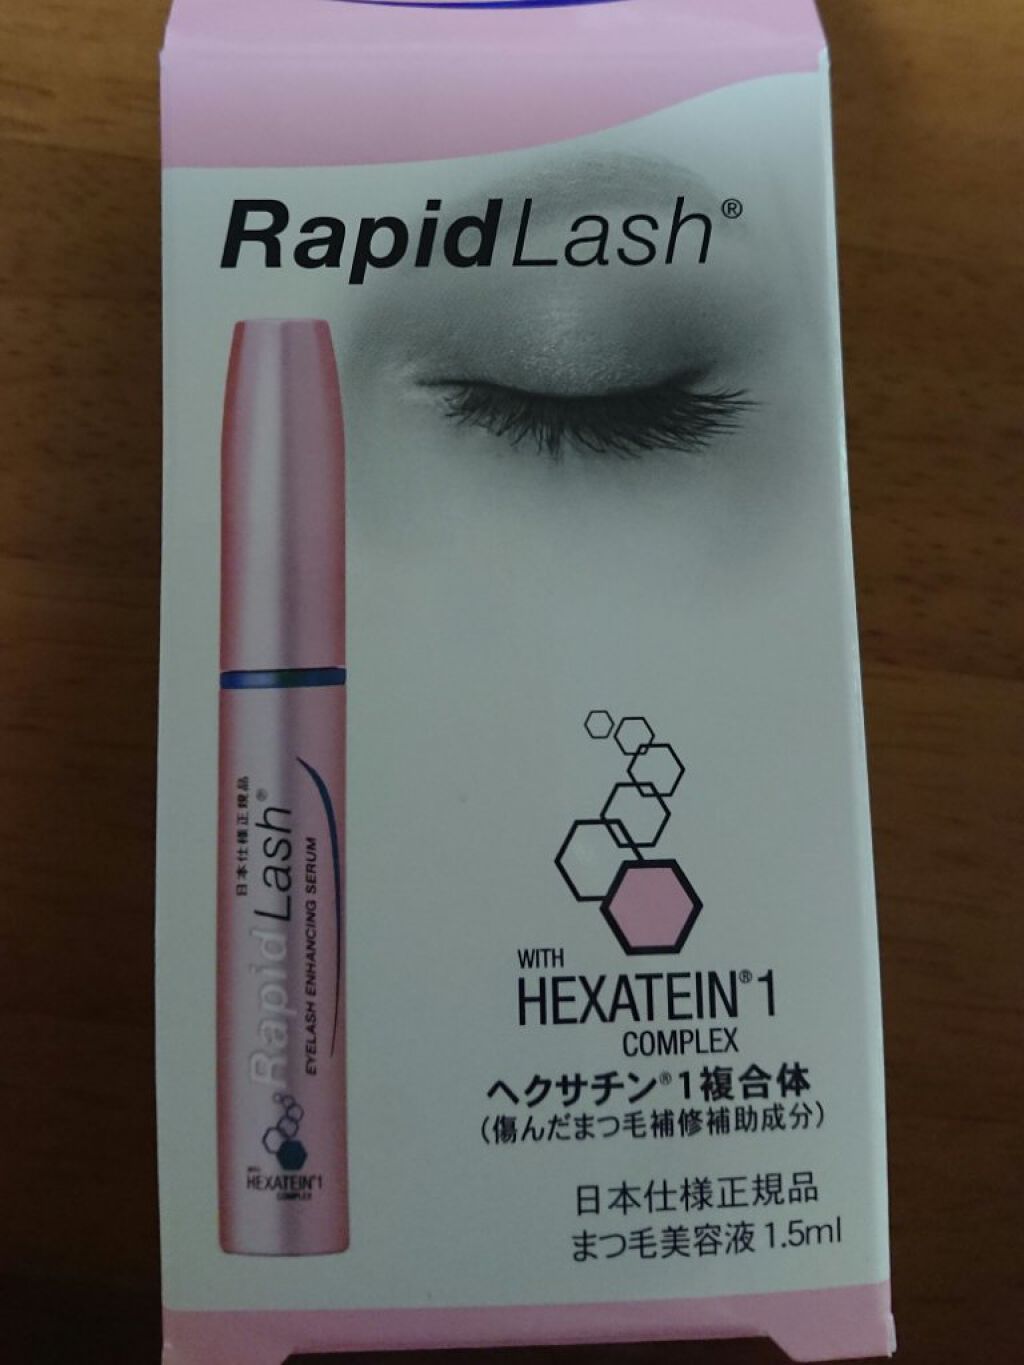 RapidLash®
日本仕様正規品
RapidLash®
EYELASH ENHANCING SERUM
WITH
HEXATEIN®1
COMPLEX
WITH
HEXATEIN®1
COMPLEX
ヘクサチン®1複合体
(傷んだまつ毛補修補助成分)
日本仕様正規品
まつ毛美容液 1.5ml